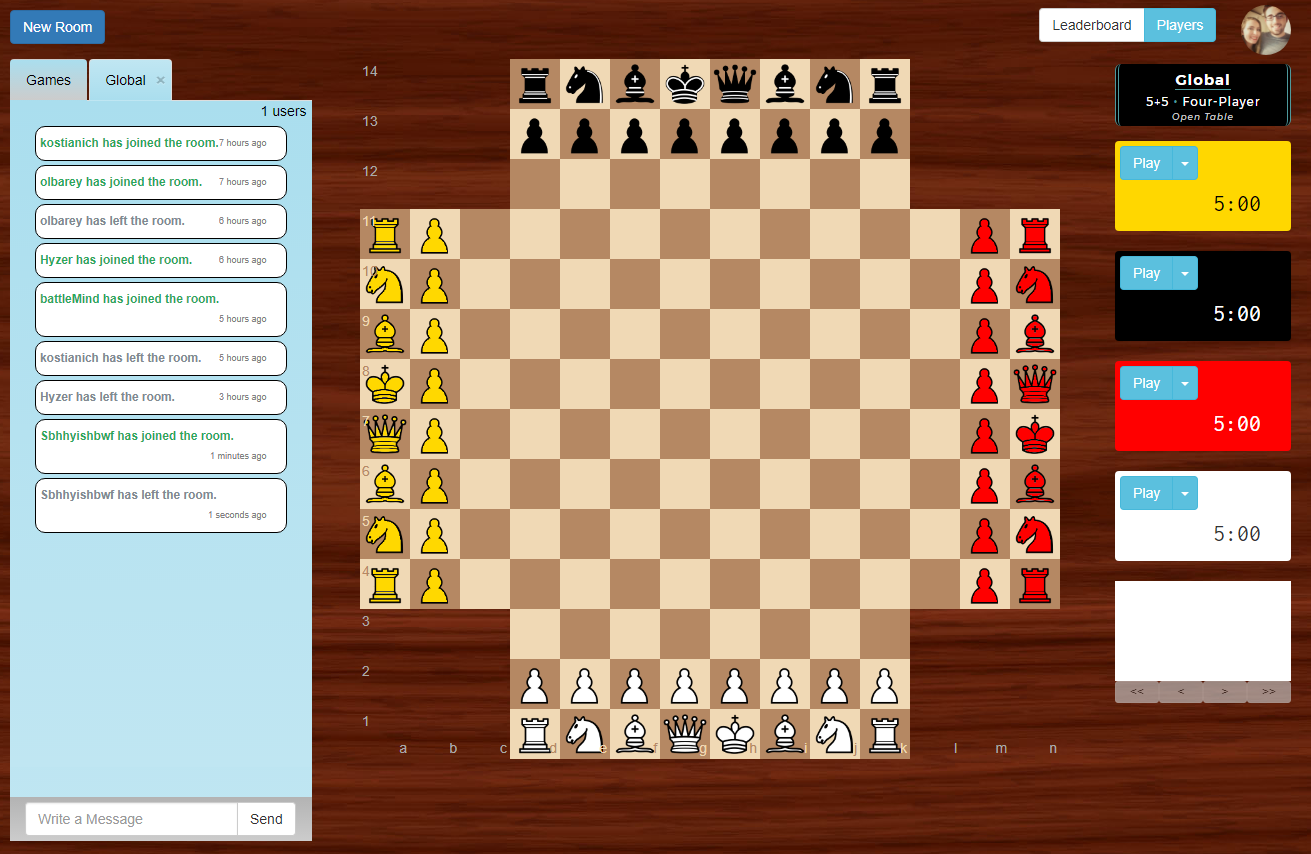 New Room
Leaderboard
Players
Games
Global ×
1 users
kostianich has joined the room. 7 hours ago
olbarey has joined the room. 7 hours ago
olbarey has left the room. 6 hours ago
Hyzer has joined the room. 6 hours ago
battleMind has joined the room.
5 hours ago
kostianich has left the room. 5 hours ago
Hyzer has left the room. 3 hours ago
Sbhhyishbwf has joined the room.
1 minutes ago
Sbhhyishbwf has left the room.
1 seconds ago
Write a Message
Send
14
13
12
11
10
9
8
7
6
5
4
3
2
1
a b c d e f g h i j k l m n
Global
5+5 · Four-Player
Open Table
Play
5:00
Play
5:00
Play
5:00
Play
5:00
<< < > >>